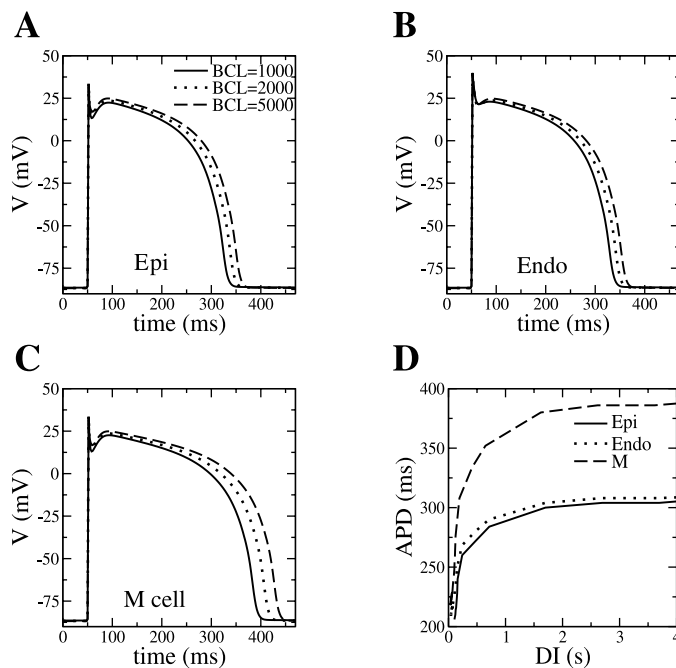 A
B
50
25
0
-25
-50
-75
V (mV)
BCL=1000
BCL=2000
BCL=5000
Epi
0 100 200 300 400
time (ms)
50
25
0
-25
-50
-75
V (mV)
Endo
0 100 200 300 400
time (ms)
C
D
50
25
0
-25
-50
-75
V (mV)
M cell
0 100 200 300 400
time (ms)
400
350
300
250
200
APD (ms)
Epi
Endo
M
0 1 2 3 4
DI (s)